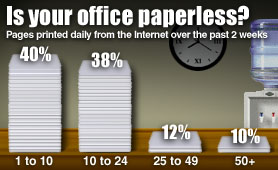 Is your office paperless?
Pages printed daily from the Internet over the past 2 weeks
40%
38%
12%
10%
1 to 10
10 to 24
25 to 49
50+